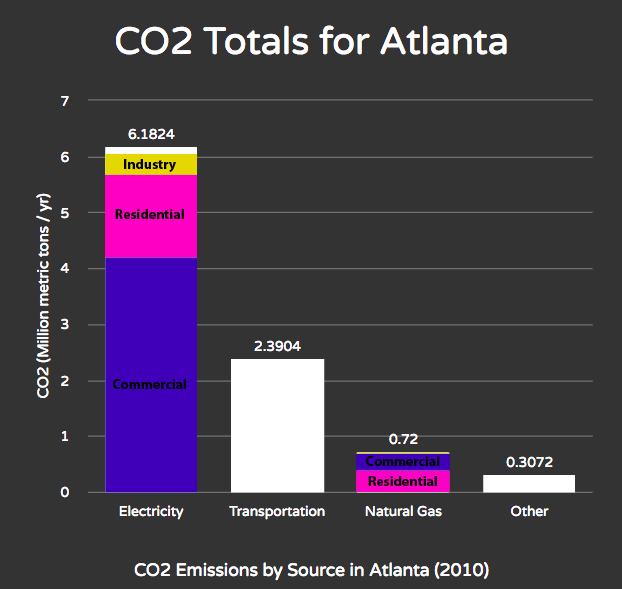 CO2 Totals for Atlanta
CO2 (Million metric tons / yr)
7
6
5
4
3
2
1
0
6.1824
Industry
Residential
Commercial
2.3904
0.72
Commercial
Residential
0.3072
Electricity
Transportation
Natural Gas
Other
CO2 Emissions by Source in Atlanta (2010)